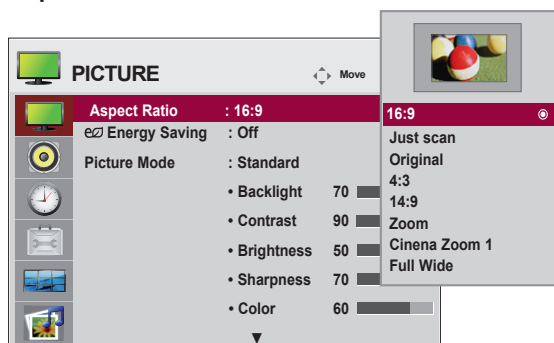 PICTURE
Move
Aspect Ratio : 16:9
Energy Saving : Off
Picture Mode : Standard
• Backlight 70
• Contrast 90
• Brightness 50
• Sharpness 70
• Color 60
▼
16:9
Just scan
Original
4:3
14:9
Zoom
Cinena Zoom 1
Full Wide